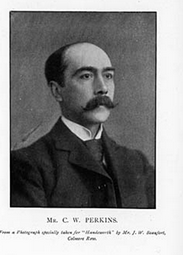 MR. C. W. PERKINS.
From a Photograph specially taken for "Handsworth" by Mr. J. W. Beaufort,
Colmore Row.